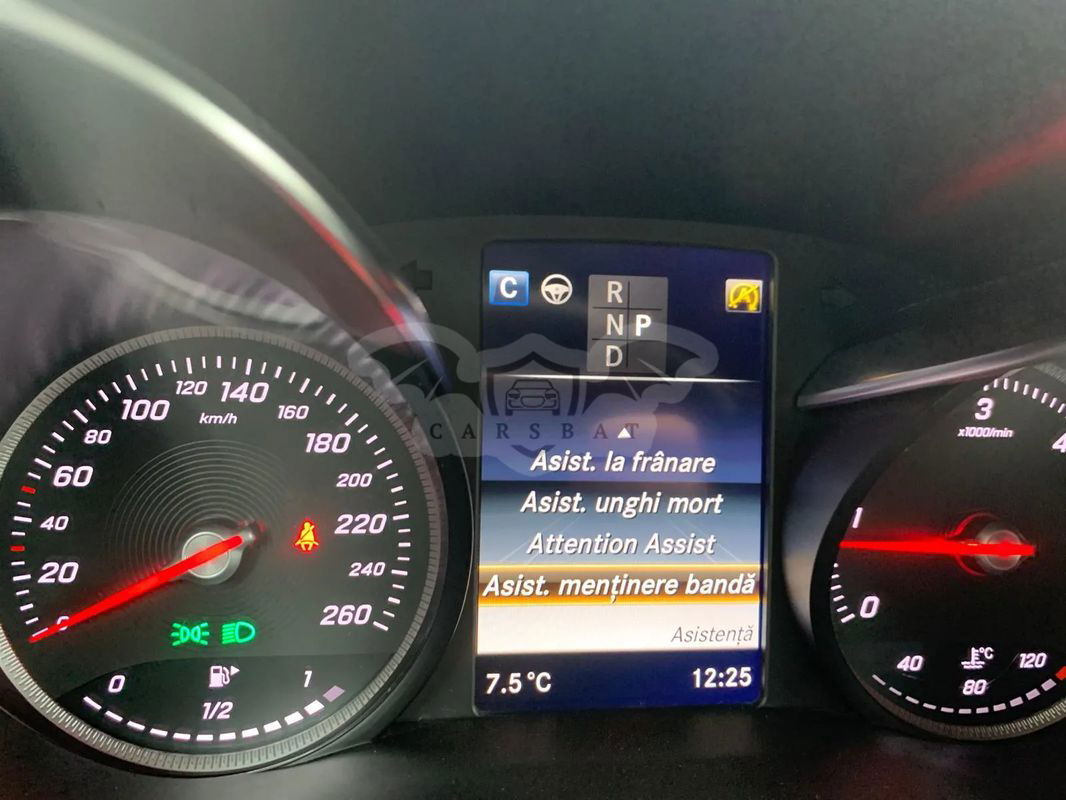 C
R
N P
D
CARSBAT
Asist. la frânare
Asist. unghi mort
Attention Assist
Asist. menținere bandă
Asistență
7.5 °C
12:25
0
20
40
60
80
100
120
140
160
180
200
220
240
260
km/h
0
1/2
1
0
1
3
4
x1000/min
°C
40
80
120